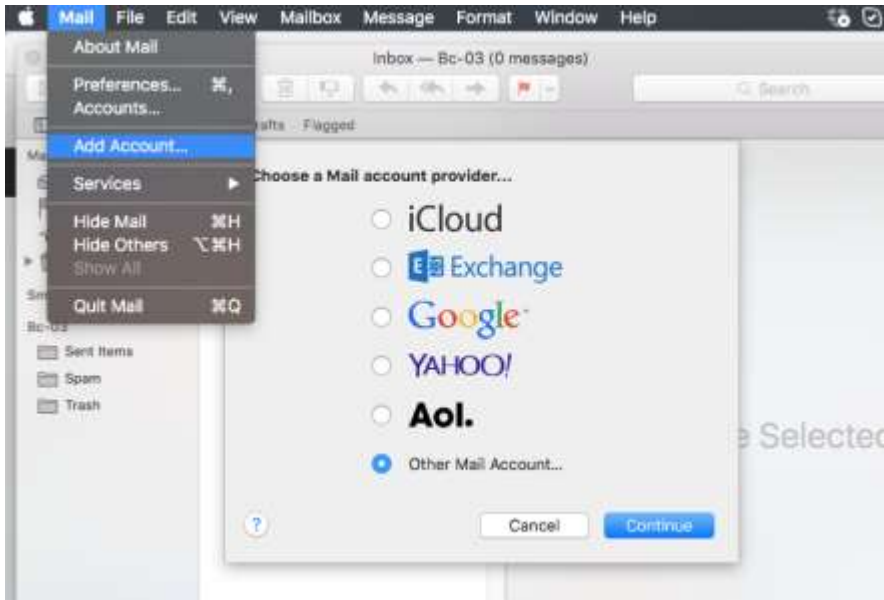 Mail File Edit View Mailbox Message Format Window Help
About Mail
Preferences... ⌘,
Accounts...
Add Account...
Services ▶
Hide Mail ⌘H
Hide Others ⌥⌘H
Show All
Quit Mail ⌘Q
Inbox — Bc-03 (0 messages)
Search
Flagged
Choose a Mail account provider...
iCloud
Exchange
Google
YAHOO!
Aol.
Other Mail Account...
? Cancel Continue
Bc-03
Sent Items
Spam
Trash
Selected